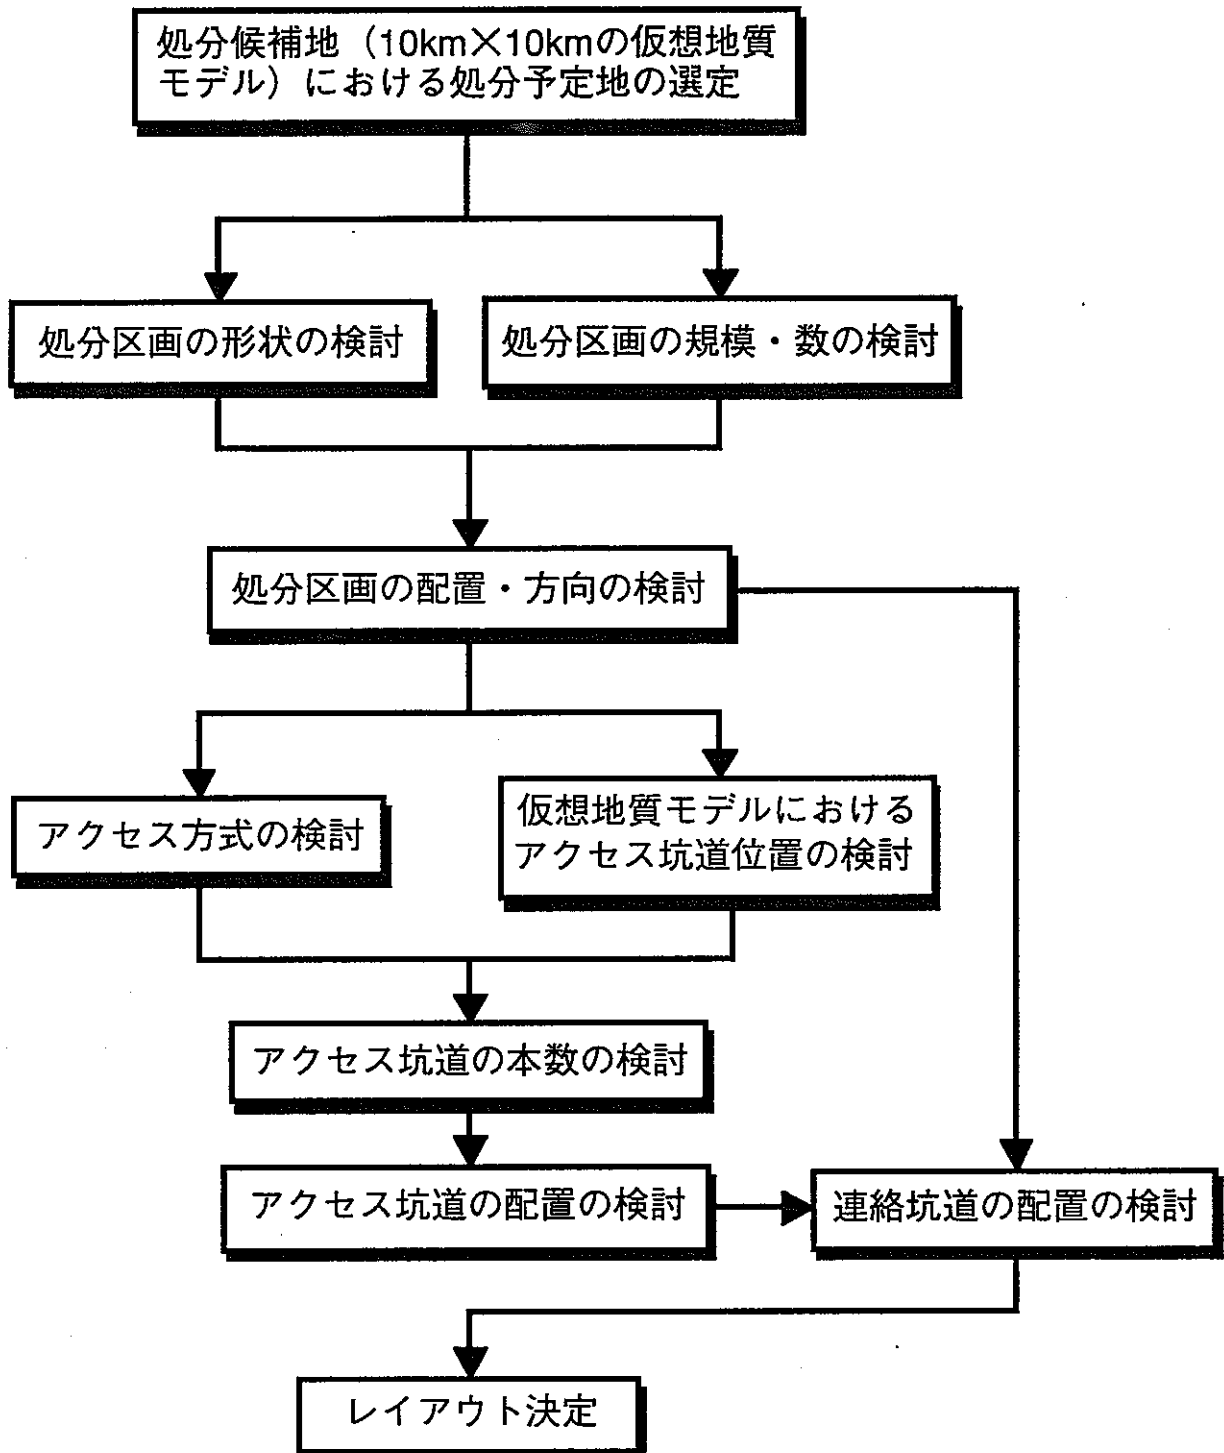 処分候補地（10km×10kmの仮想地質
モデル）における処分予定地の選定
処分区画の形状の検討
処分区画の規模・数の検討
処分区画の配置・方向の検討
アクセス方式の検討
仮想地質モデルにおける
アクセス坑道位置の検討
アクセス坑道の本数の検討
アクセス坑道の配置の検討
連絡坑道の配置の検討
レイアウト決定